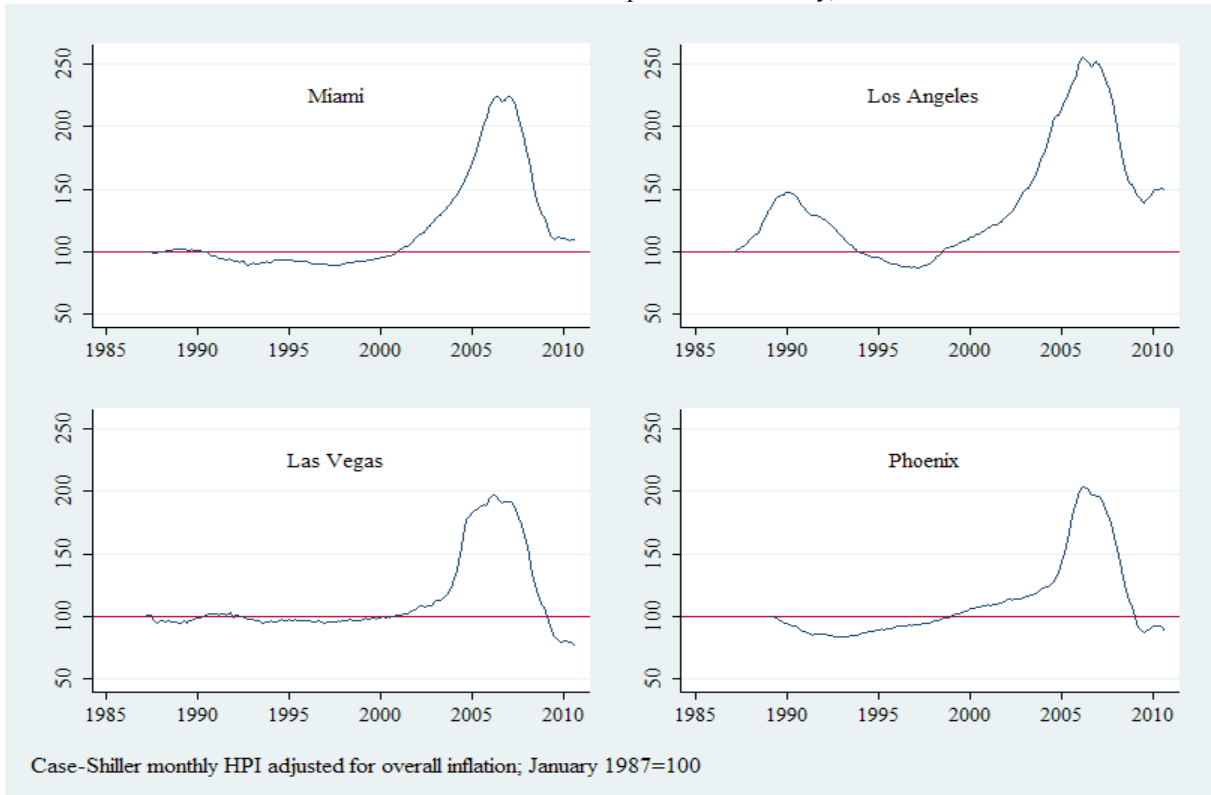 Miami
Los Angeles
50 100 150 200 250
50 100 150 200 250
1985 1990 1995 2000 2005 2010
1985 1990 1995 2000 2005 2010
Las Vegas
Phoenix
50 100 150 200 250
50 100 150 200 250
1985 1990 1995 2000 2005 2010
1985 1990 1995 2000 2005 2010
Case-Shiller monthly HPI adjusted for overall inflation; January 1987=100